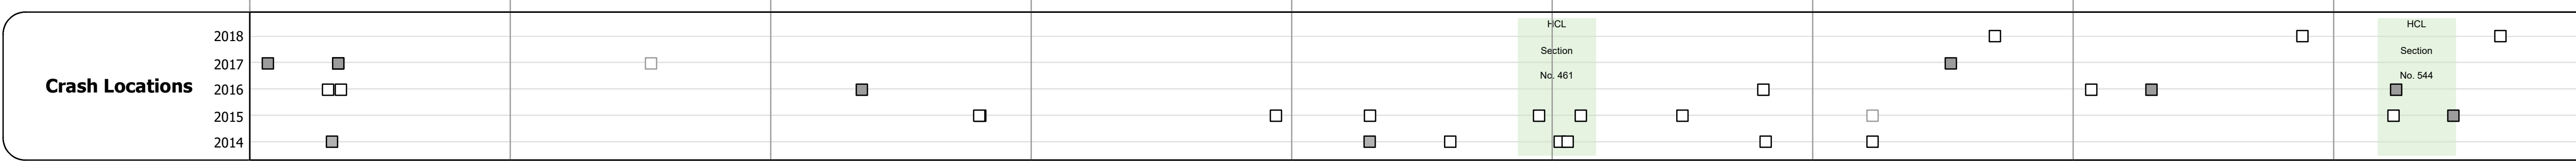 Crash Locations
2018
2017
2016
2015
2014
HCL
Section
No. 461
HCL
Section
No. 544